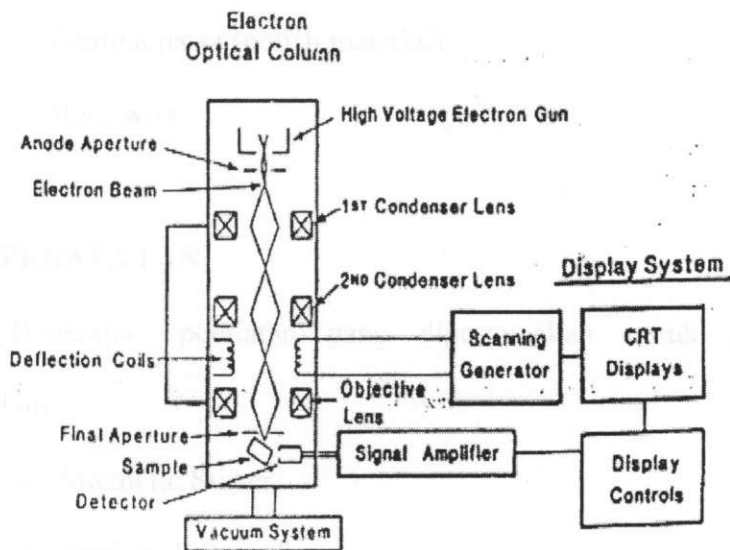 Electron
Optical Column
High Voltage Electron Gun
Anode Aperture
Electron Beam
1ST Condenser Lens
2ND Condenser Lens
Display System
Deflection Coils
Scanning
Generator
CRT
Displays
Objective
Lens
Final Aperture
Sample
Signal Amplifier
Display
Controls
Detector
Vacuum System